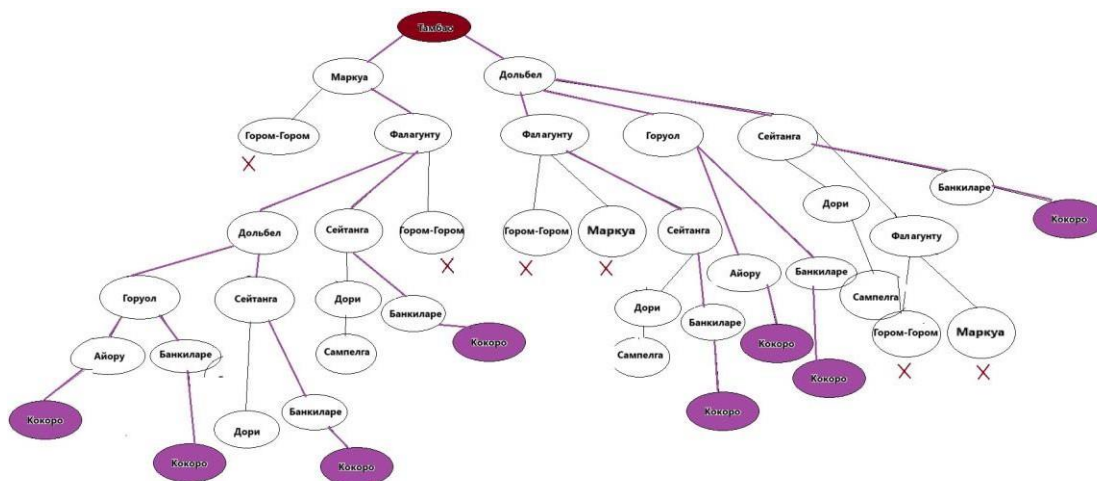 Тамбао
Маркуа
Дольбел
Гором-Гором
Фалагунту
Фалагунту
Горуол
Сейтанга
Банкиларе
Кокоро
Дольбел
Сейтанга
Гором-Гором
Гором-Гором
Маркуа
Сейтанга
Дори
Фалагунту
Горуол
Сейтанга
Дори
Банкиларе
Дори
Банкиларе
Айору
Банкиларе
Сампелга
Гором-Гором
Маркуа
Айору
Банкиларе
Сампелга
Кокоро
Сампелга
Кокоро
Кокоро
Кокоро
Дори
Банкиларе
Кокоро
Кокоро
Кокоро